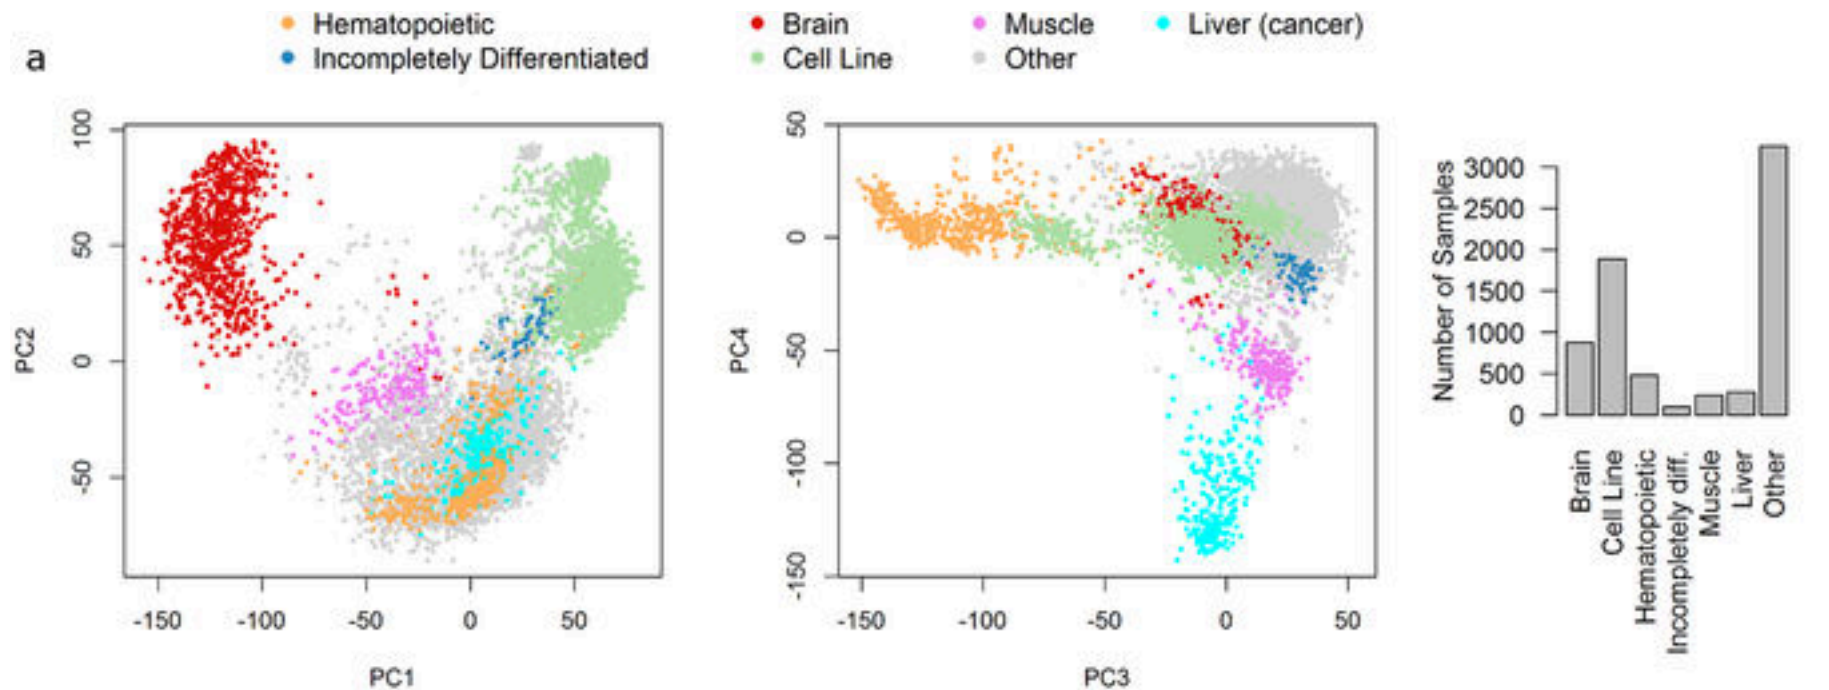 a
Hematopoietic
Incompletely Differentiated
Brain
Cell Line
Muscle
Other
Liver (cancer)
PC2
100
50
0
-50
-150
-100
-50
0
50
PC1
PC4
50
0
-50
-100
-150
-150
-100
-50
0
50
PC3
Number of Samples
3000
2500
2000
1500
1000
500
0
Brain
Cell Line
Hematopoietic
Incompletely diff.
Muscle
Liver
Other